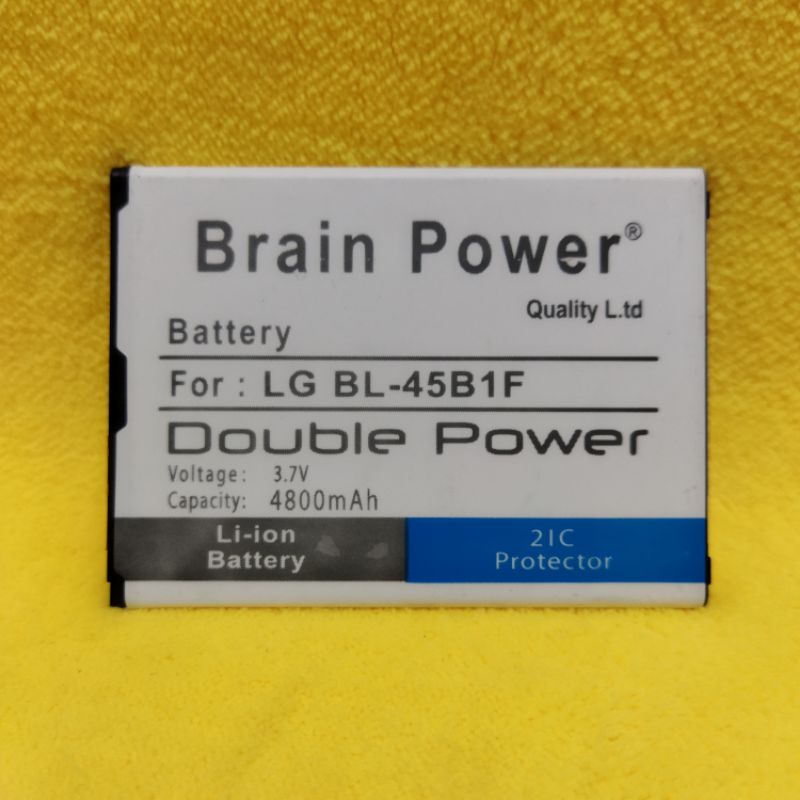 Brain Power®
Quality L.td
Battery
For : LG BL-45B1F
Double Power
Voltage: 3.7V
Capacity: 4800mAh
Li-ion
Battery
2IC
Protector